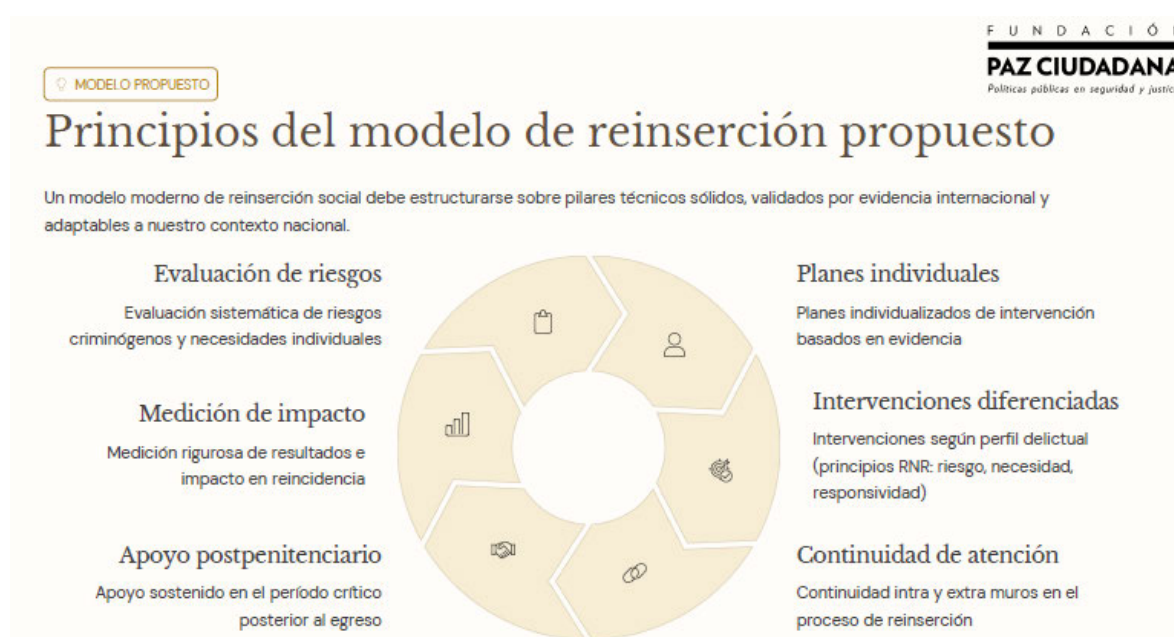 FUNDACIÓ
PAZ CIUDADANA
Políticas públicas en seguridad y justic
MODELO PROPUESTO
Principios del modelo de reinserción propuesto
Un modelo moderno de reinserción social debe estructurarse sobre pilares técnicos sólidos, validados por evidencia internacional y
adaptables a nuestro contexto nacional.
Evaluación de riesgos
Evaluación sistemática de riesgos
criminógenos y necesidades individuales
Planes individuales
Planes individualizados de intervención
basados en evidencia
Medición de impacto
Medición rigurosa de resultados e
impacto en reincidencia
Intervenciones diferenciadas
Intervenciones según perfil delictual
(principios RNR: riesgo, necesidad,
responsividad)
Apoyo postpenitenciario
Apoyo sostenido en el período crítico
posterior al egreso
Continuidad de atención
Continuidad intra y extra muros en el
proceso de reinserción